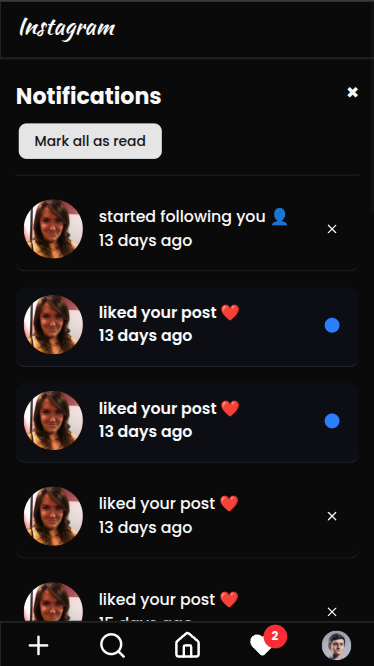 Instagram
Notifications
Mark all as read
started following you
13 days ago
liked your post
13 days ago
liked your post
13 days ago
liked your post
13 days ago
liked your post
15 days ago
2